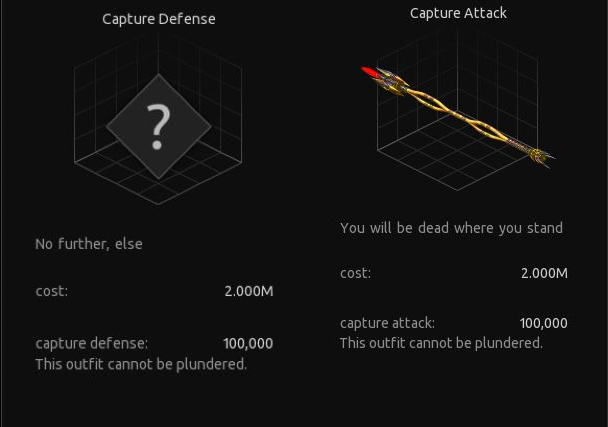 Capture Defense
?
No further, else
cost: 2.000M
capture defense: 100,000
This outfit cannot be plundered.
Capture Attack
You will be dead where you stand
cost: 2.000M
capture attack: 100,000
This outfit cannot be plundered.